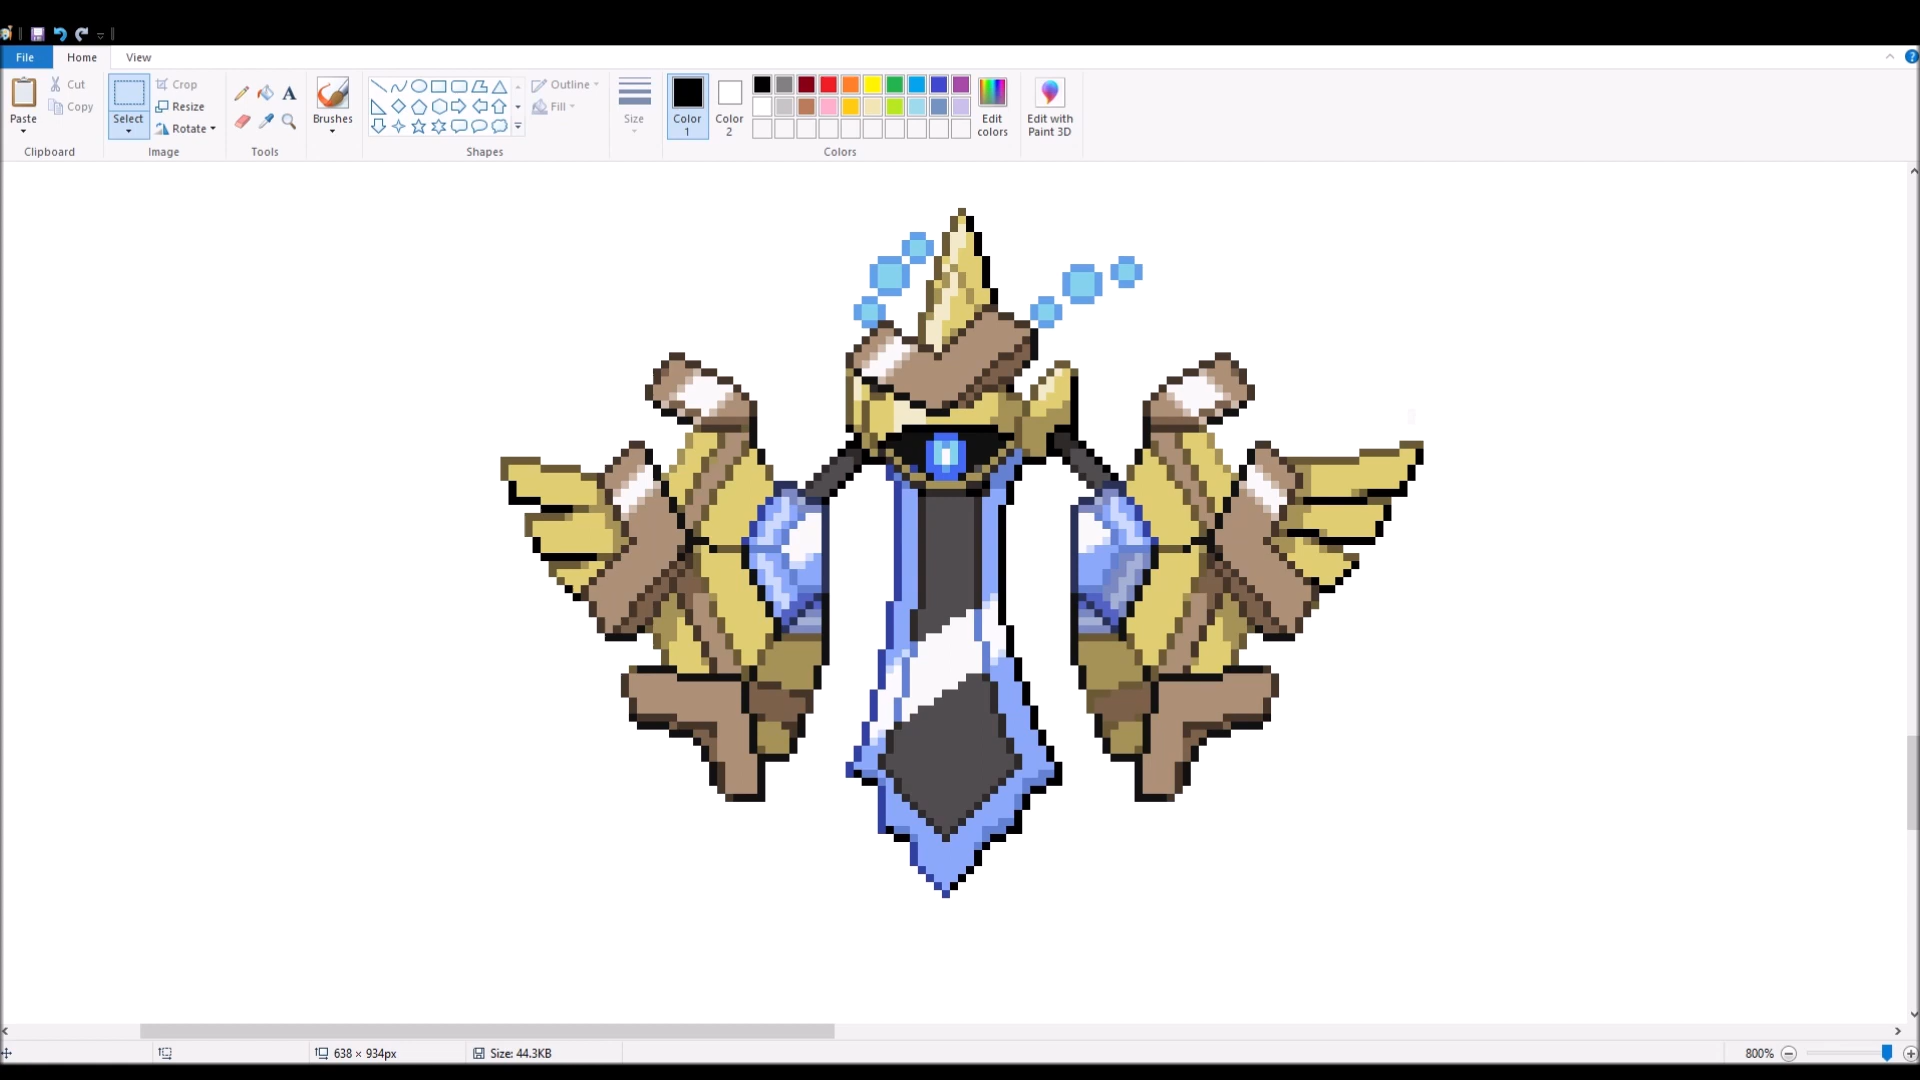 File Home View
Paste
Cut
Copy
Clipboard
Select
Crop
Resize
Rotate
Image
A
Tools
Brushes
Shapes
Outline
Fill
Size
Color 1
Color 2
Colors
Edit colors
Edit with Paint 3D
638 × 934px
Size: 44.3KB
800%